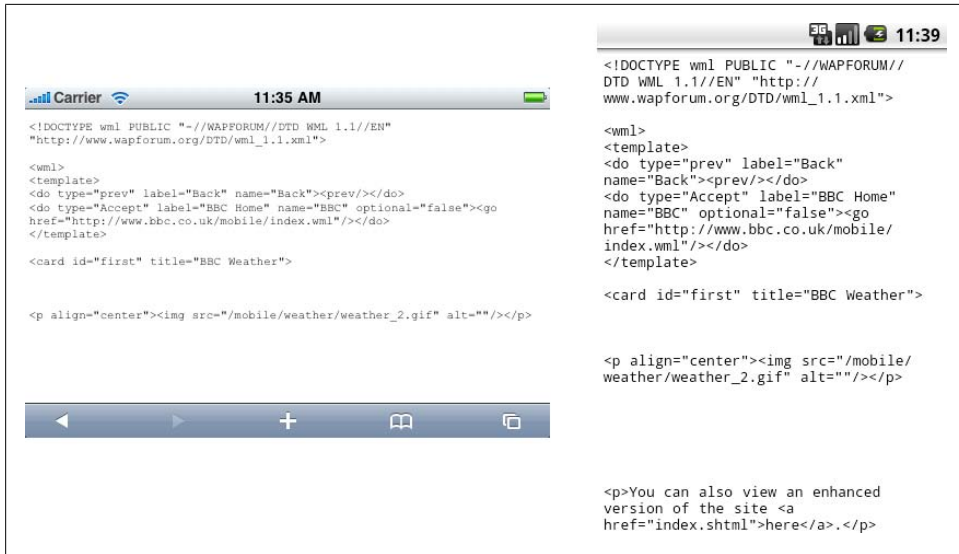 Carrier 11:35 AM
<!DOCTYPE wml PUBLIC "-//WAPFORUM//DTD WML 1.1//EN"
"http://www.wapforum.org/DTD/wml_1.1.xml">
<wml>
<template>
<do type="prev" label="Back" name="Back"><prev/></do>
<do type="Accept" label="BBC Home" name="BBC" optional="false"><go
href="http://www.bbc.co.uk/mobile/index.wml"/></do>
</template>
<card id="first" title="BBC Weather">
<p align="center"><img src="/mobile/weather/weather_2.gif" alt=""/></p>
3G 11:39
<!DOCTYPE wml PUBLIC "-//WAPFORUM//
DTD WML 1.1//EN" "http://
www.wapforum.org/DTD/wml_1.1.xml">
<wml>
<template>
<do type="prev" label="Back"
name="Back"><prev/></do>
<do type="Accept" label="BBC Home"
name="BBC" optional="false"><go
href="http://www.bbc.co.uk/mobile/
index.wml"/></do>
</template>
<card id="first" title="BBC Weather">
<p align="center"><img src="/mobile/
weather/weather_2.gif" alt=""/></p>
<p>You can also view an enhanced
version of the site <a
href="index.shtml">here</a>.</p>